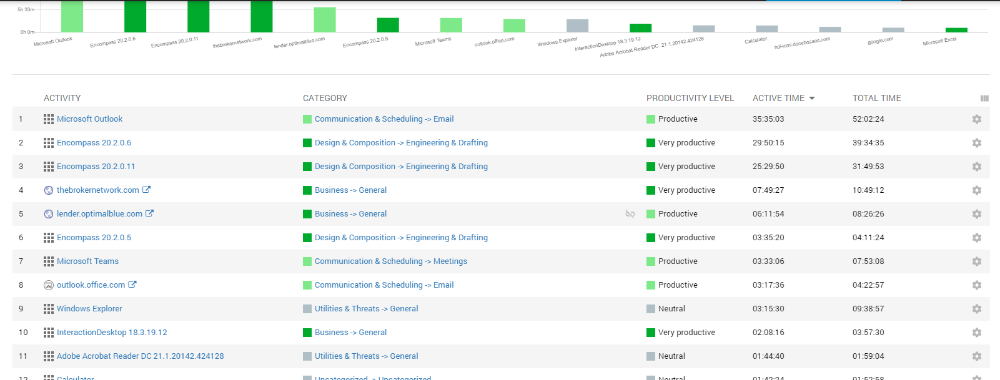 5h 33m
0h 0m
Microsoft Outlook
Encompass 20.2.0.6
Encompass 20.2.0.11
thebrokernetwork.com
lender.optimalblue.com
Encompass 20.2.0.5
Microsoft Teams
outlook.office.com
Windows Explorer
InteractionDesktop 18.3.19.12
Adobe Acrobat Reader DC 21.1.20142.424128
Calculator
hdi-icmi.docebosaas.com
google.com
Microsoft Excel
ACTIVITY CATEGORY PRODUCTIVITY LEVEL ACTIVE TIME TOTAL TIME
1 Microsoft Outlook Communication & Scheduling -> Email Productive 35:35:03 52:02:24
2 Encompass 20.2.0.6 Design & Composition -> Engineering & Drafting Very productive 29:50:15 39:34:35
3 Encompass 20.2.0.11 Design & Composition -> Engineering & Drafting Very productive 25:29:50 31:49:53
4 thebrokernetwork.com Business -> General Very productive 07:49:27 10:49:12
5 lender.optimalblue.com Business -> General Productive 06:11:54 08:26:26
6 Encompass 20.2.0.5 Design & Composition -> Engineering & Drafting Very productive 03:35:20 04:11:24
7 Microsoft Teams Communication & Scheduling -> Meetings Productive 03:33:06 07:53:08
8 outlook.office.com Communication & Scheduling -> Email Productive 03:17:36 04:22:57
9 Windows Explorer Utilities & Threats -> General Neutral 03:15:30 09:38:57
10 InteractionDesktop 18.3.19.12 Business -> General Very productive 02:08:16 03:57:30
11 Adobe Acrobat Reader DC 21.1.20142.424128 Utilities & Threats -> General Neutral 01:44:40 01:59:04
12 Calculator Uncategorized -> Uncategorized Neutral 01:42:24 01:52:58